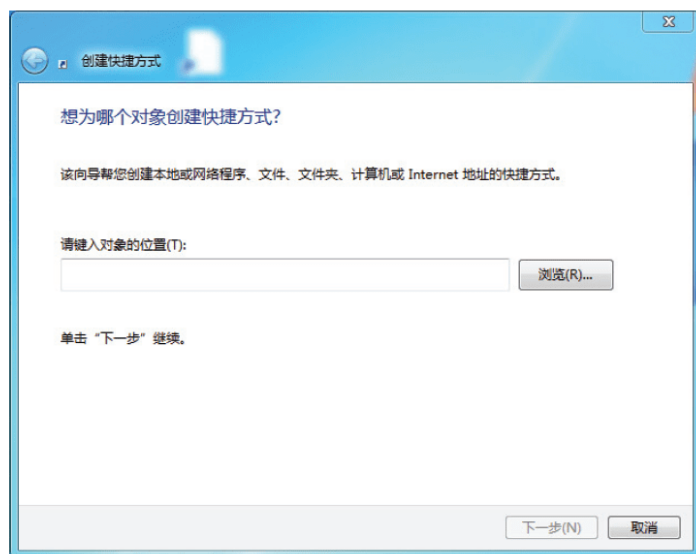 创建快捷方式
想为哪个对象创建快捷方式?
该向导帮您创建本地或网络程序、文件、文件夹、计算机或 Internet 地址的快捷方式。
请键入对象的位置(T):
浏览(R)...
单击“下一步”继续。
下一步(N)
取消